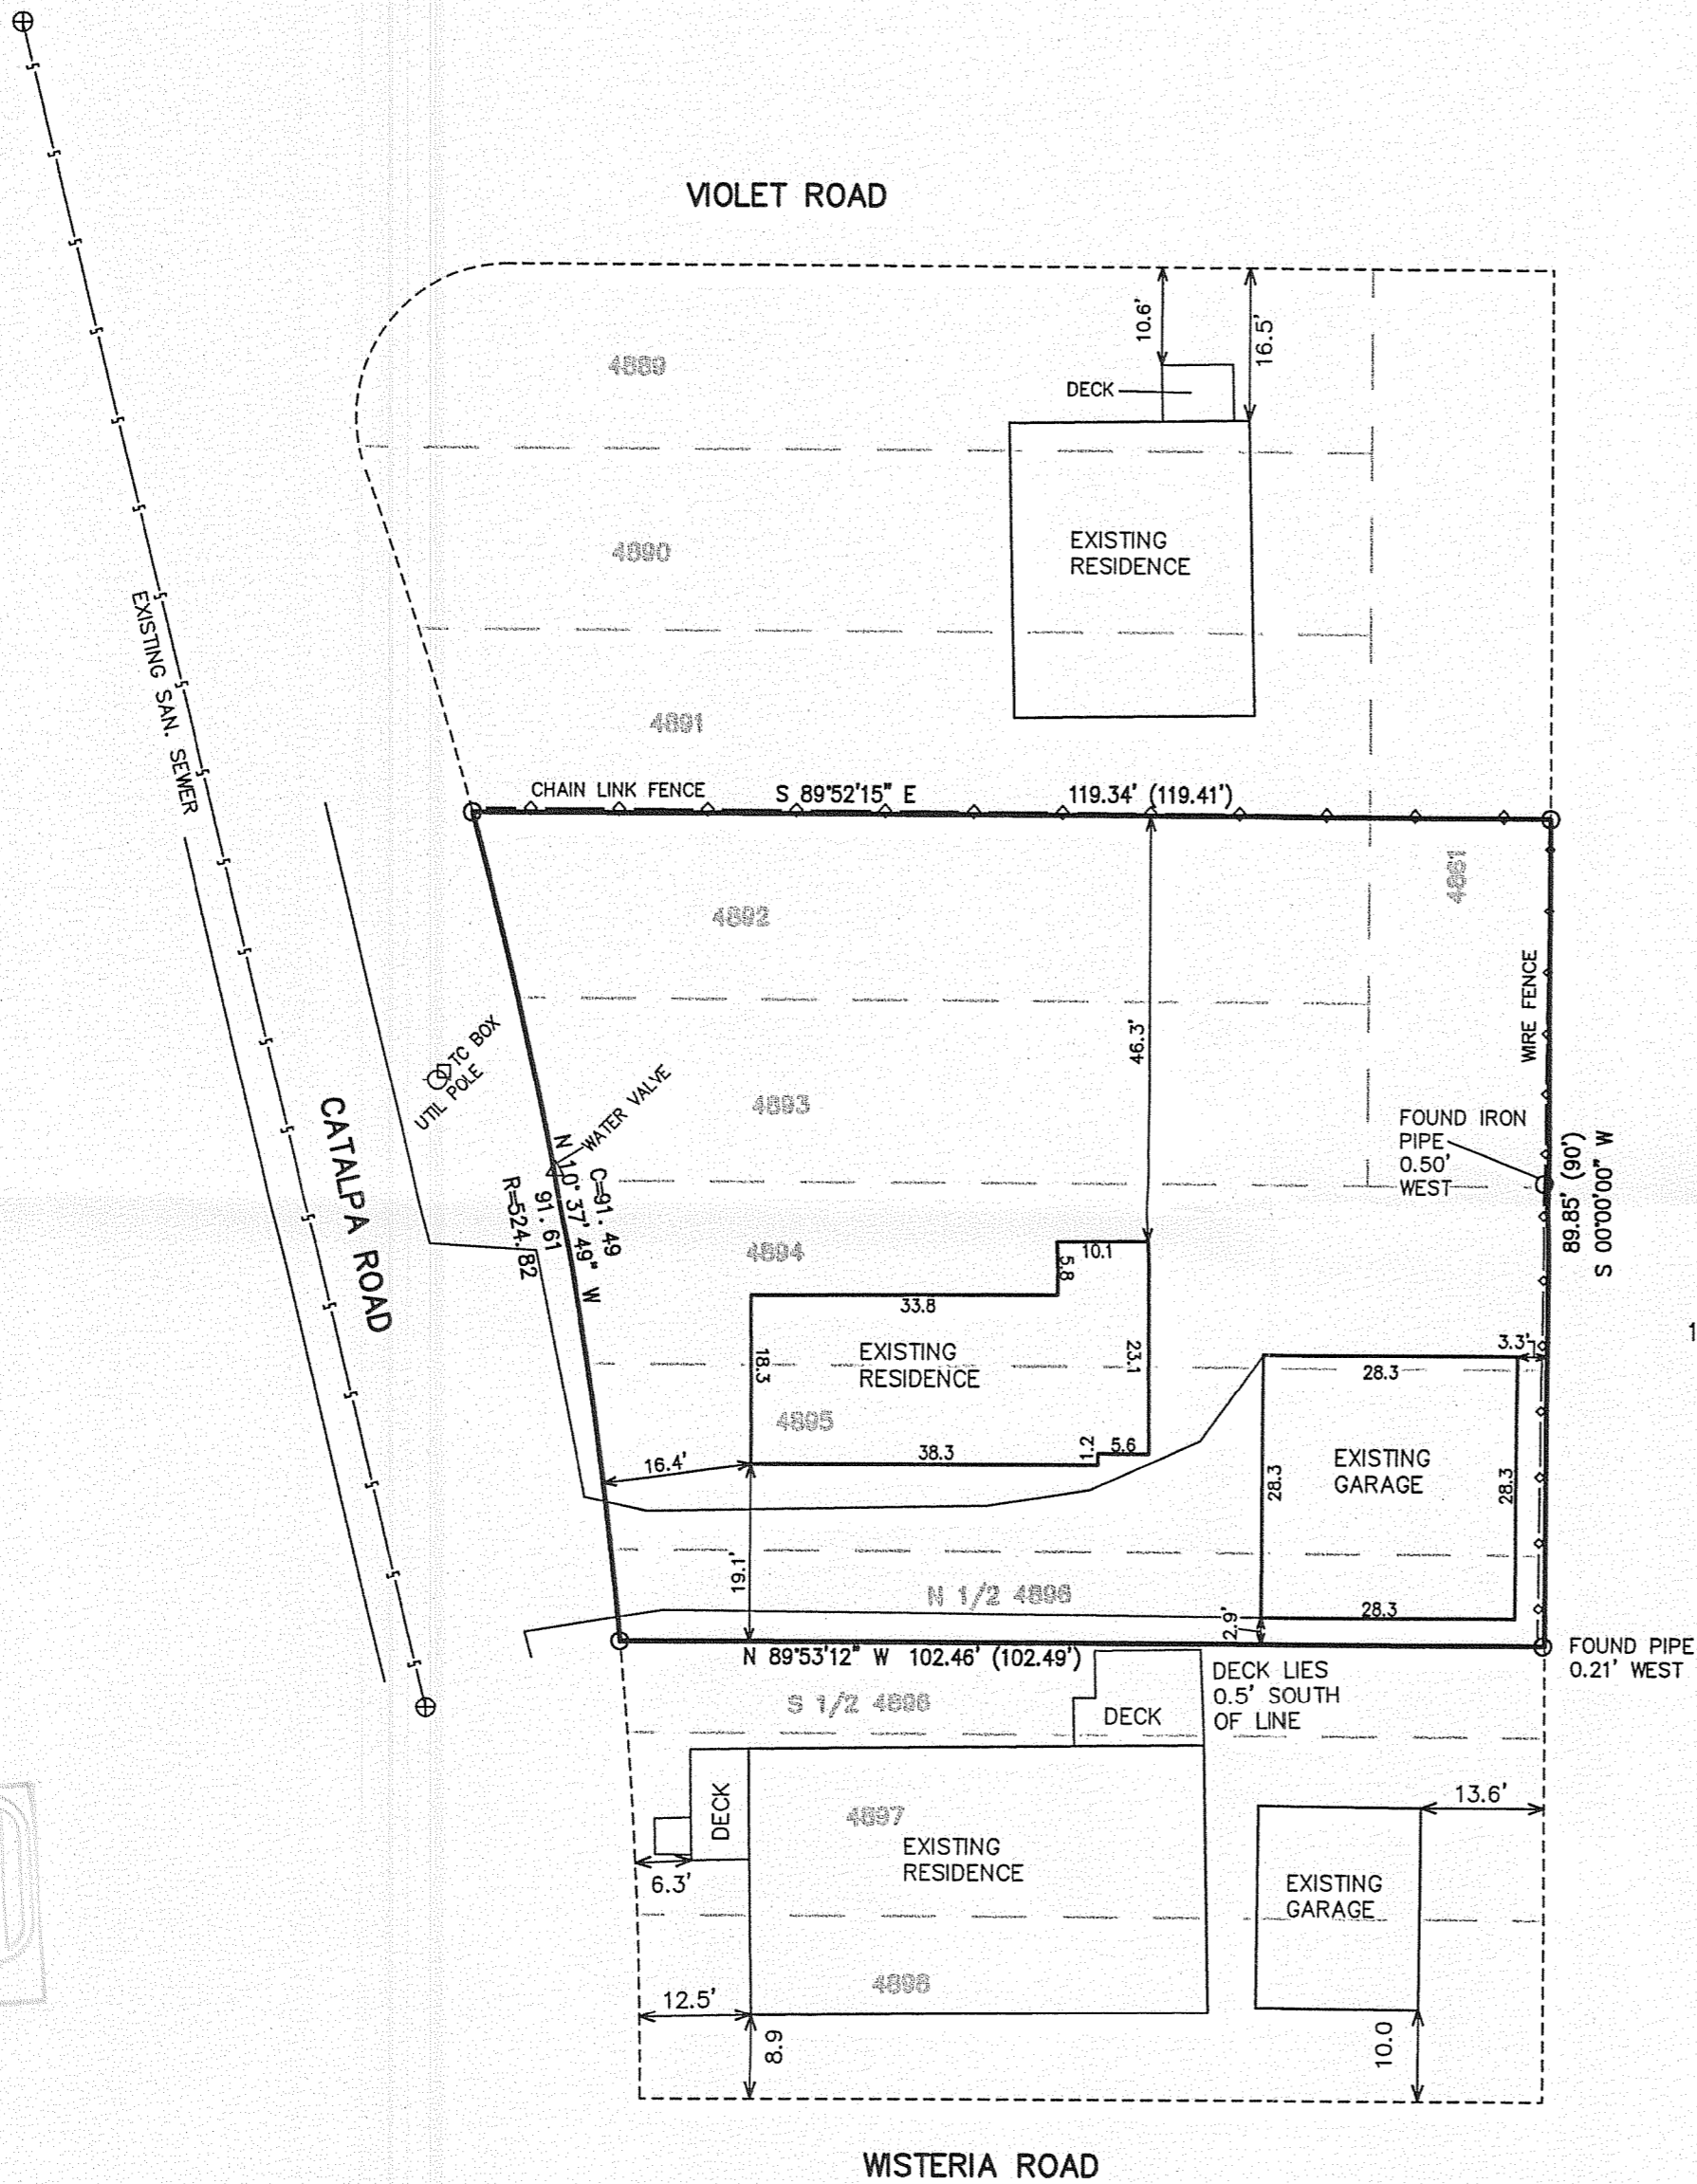 VIOLET ROAD
10.6'
16.5'
4889
DECK
4890
EXISTING
RESIDENCE
EXISTING SAN. SEWER
4891
CHAIN LINK FENCE
S 89°52'15" E
119.34' (119.41')
4892
WIRE FENCE
46.3'
TC BOX
UTIL POLE
WATER VALVE
4893
CATALPA ROAD
FOUND IRON
PIPE
0.50'
WEST
89.85' (90')
S 00°00'00" W
C=91.49
N 10° 37' 49" W
91.61
R=524.82
4894
10.1
5.8
33.8
18.3
EXISTING
RESIDENCE
23.1
3.3'
28.3
4895
16.4'
38.3
1.2
5.6
28.3
EXISTING
GARAGE
28.3
19.1'
N 1/2 4896
2.9'
28.3
N 89°53'12" W 102.46' (102.49')
FOUND PIPE
0.21' WEST
S 1/2 4896
DECK
DECK LIES
0.5' SOUTH
OF LINE
DECK
4897
EXISTING
RESIDENCE
13.6'
6.3'
EXISTING
GARAGE
4898
12.5'
8.9
10.0
WISTERIA ROAD
1